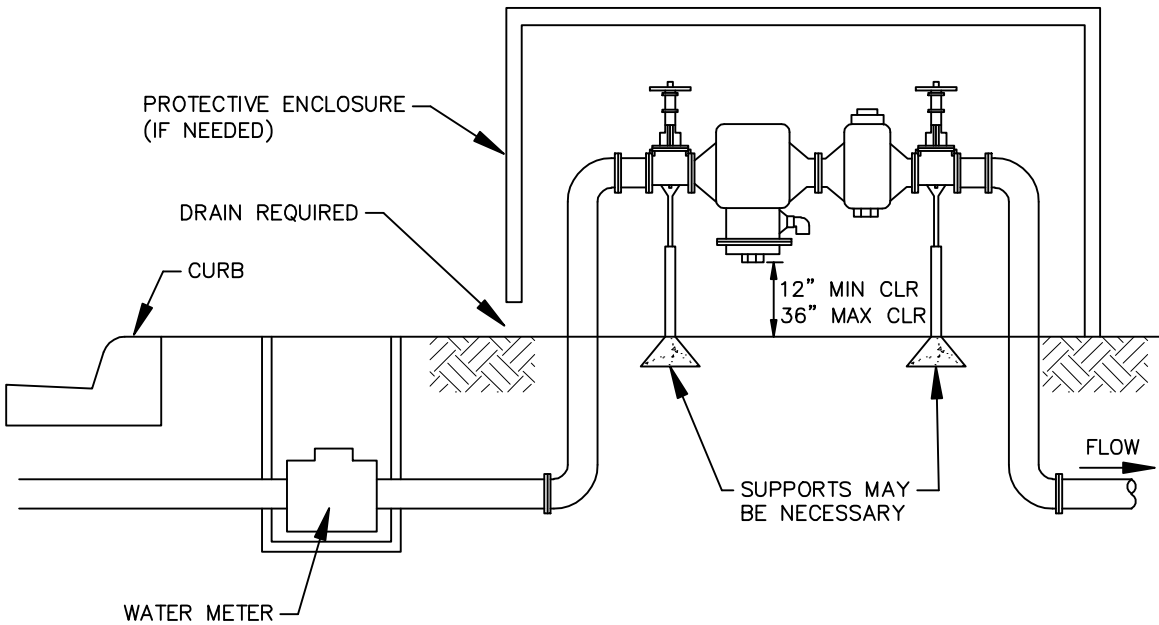 PROTECTIVE ENCLOSURE
(IF NEEDED)
DRAIN REQUIRED
CURB
12" MIN CLR
36" MAX CLR
FLOW
SUPPORTS MAY
BE NECESSARY
WATER METER